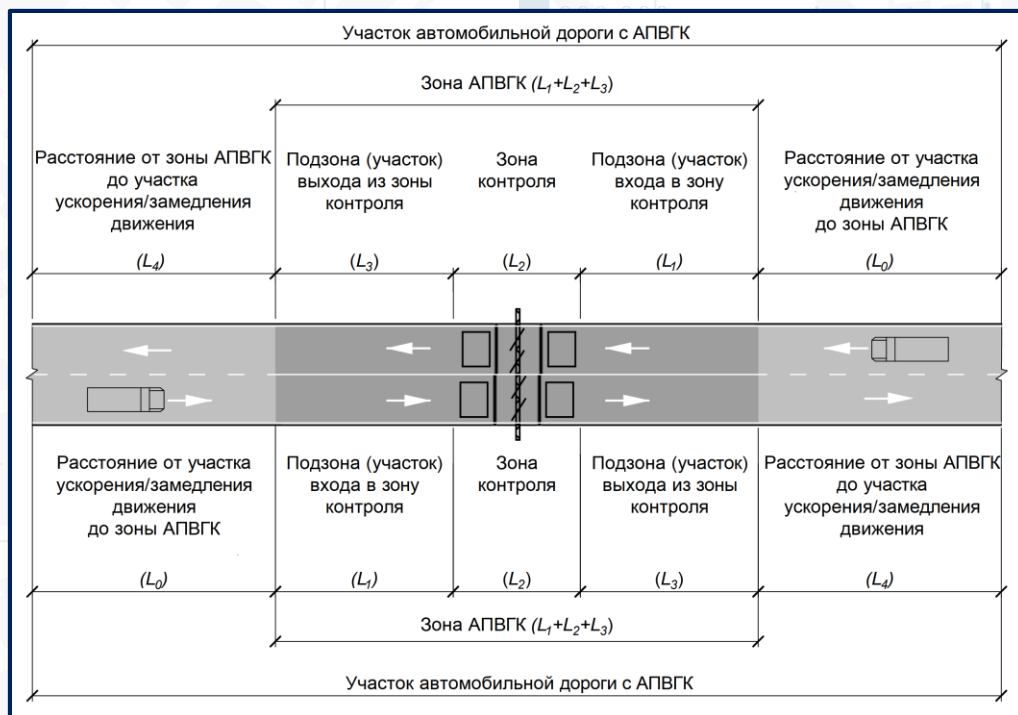 Участок автомобильной дороги с АПВГК
Зона АПВГК (L1+L2+L3)
Расстояние от зоны АПВГК
до участка
ускорения/замедления
движения
(L4)
Подзона (участок)
выхода из зоны
контроля
(L3)
Зона
контроля
(L2)
Подзона (участок)
входа в зону
контроля
(L1)
Расстояние от участка
ускорения/замедления
движения
до зоны АПВГК
(L0)
Расстояние от участка
ускорения/замедления
движения
до зоны АПВГК
(L0)
Подзона (участок)
входа в зону
контроля
(L1)
Зона
контроля
(L2)
Подзона (участок)
выхода из зоны
контроля
(L3)
Расстояние от зоны АПВГК
до участка
ускорения/замедления
движения
(L4)
Зона АПВГК (L1+L2+L3)
Участок автомобильной дороги с АПВГК